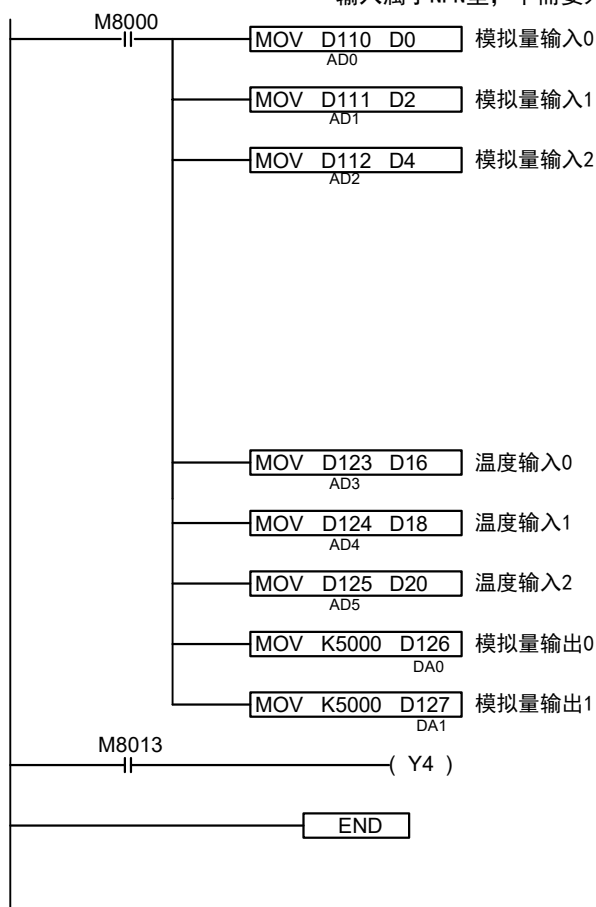 M8000
MOV D110 D0 模拟量输入0
AD0
MOV D111 D2 模拟量输入1
AD1
MOV D112 D4 模拟量输入2
AD2
MOV D123 D16 温度输入0
AD3
MOV D124 D18 温度输入1
AD4
MOV D125 D20 温度输入2
AD5
MOV K5000 D126 模拟量输出0
DA0
MOV K5000 D127 模拟量输出1
DA1
M8013
( Y4 )
END